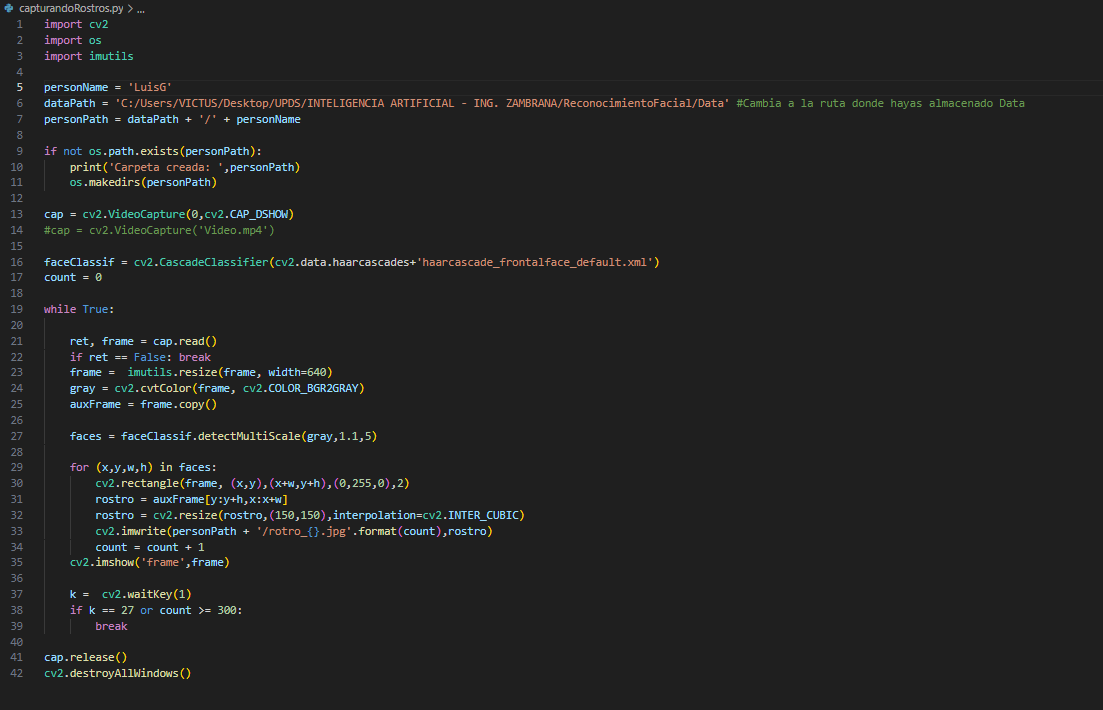 capturandoRostros.py > ...
1 import cv2
2 import os
3 import imutils
4
5 personName = 'LuisG'
6 dataPath = 'C:/Users/VICTUS/Desktop/UPDS/INTELIGENCIA ARTIFICIAL - ING. ZAMBRANA/ReconocimientoFacial/Data' #Cambia a la ruta donde hayas almacenado Data
7 personPath = dataPath + '/' + personName
8
9 if not os.path.exists(personPath):
10     print('Carpeta creada: ',personPath)
11     os.makedirs(personPath)
12
13 cap = cv2.VideoCapture(0,cv2.CAP_DSHOW)
14 #cap = cv2.VideoCapture('Video.mp4')
15
16 faceClassif = cv2.CascadeClassifier(cv2.data.haarcascades+'haarcascade_frontalface_default.xml')
17 count = 0
18
19 while True:
20
21     ret, frame = cap.read()
22     if ret == False: break
23     frame =  imutils.resize(frame, width=640)
24     gray = cv2.cvtColor(frame, cv2.COLOR_BGR2GRAY)
25     auxFrame = frame.copy()
26
27     faces = faceClassif.detectMultiScale(gray,1.1,5)
28
29     for (x,y,w,h) in faces:
30         cv2.rectangle(frame, (x,y),(x+w,y+h),(0,255,0),2)
31         rostro = auxFrame[y:y+h,x:x+w]
32         rostro = cv2.resize(rostro,(150,150),interpolation=cv2.INTER_CUBIC)
33         cv2.imwrite(personPath + '/rotro_{}.jpg'.format(count),rostro)
34         count = count + 1
35     cv2.imshow('frame',frame)
36
37     k =  cv2.waitKey(1)
38     if k == 27 or count >= 300:
39         break
40
41 cap.release()
42 cv2.destroyAllWindows()